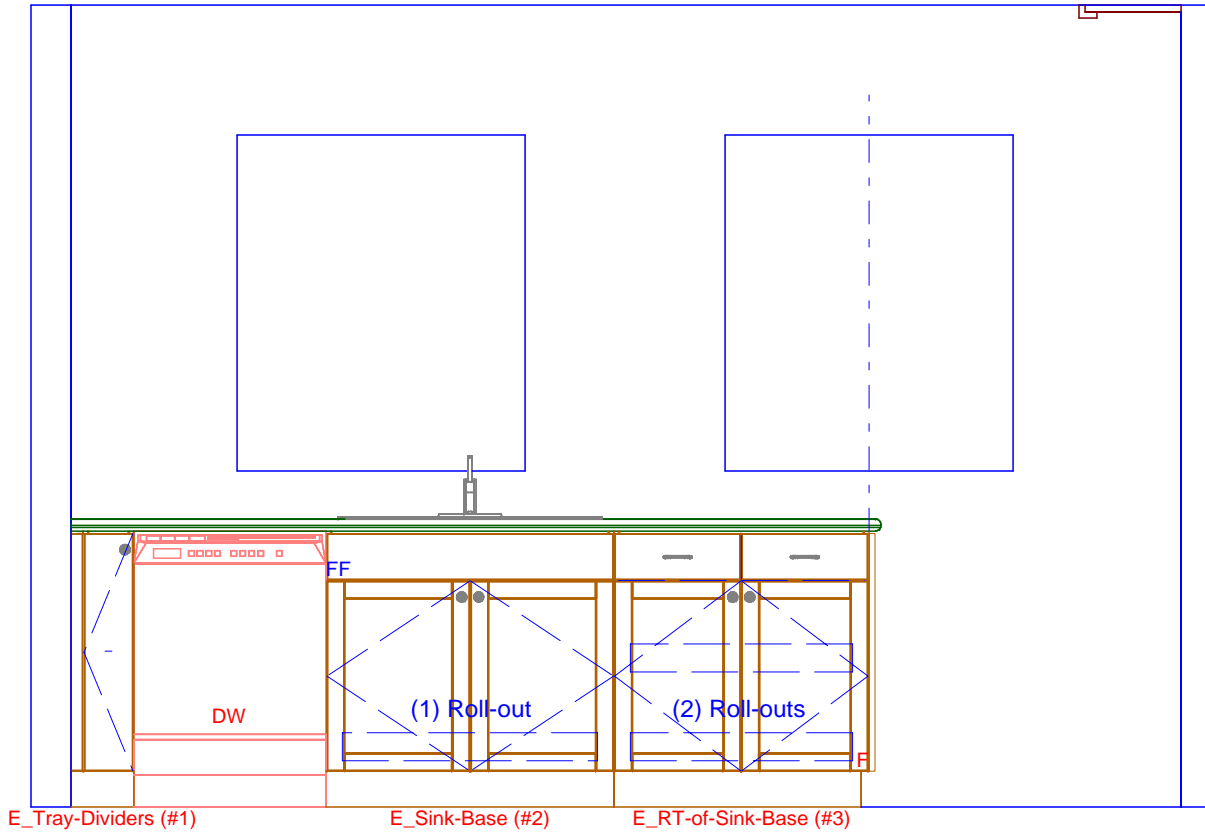 FF
(1) Roll-out
(2) Roll-outs
DW
F
E_Tray-Dividers (#1)
E_Sink-Base (#2)
E_RT-of-Sink-Base (#3)